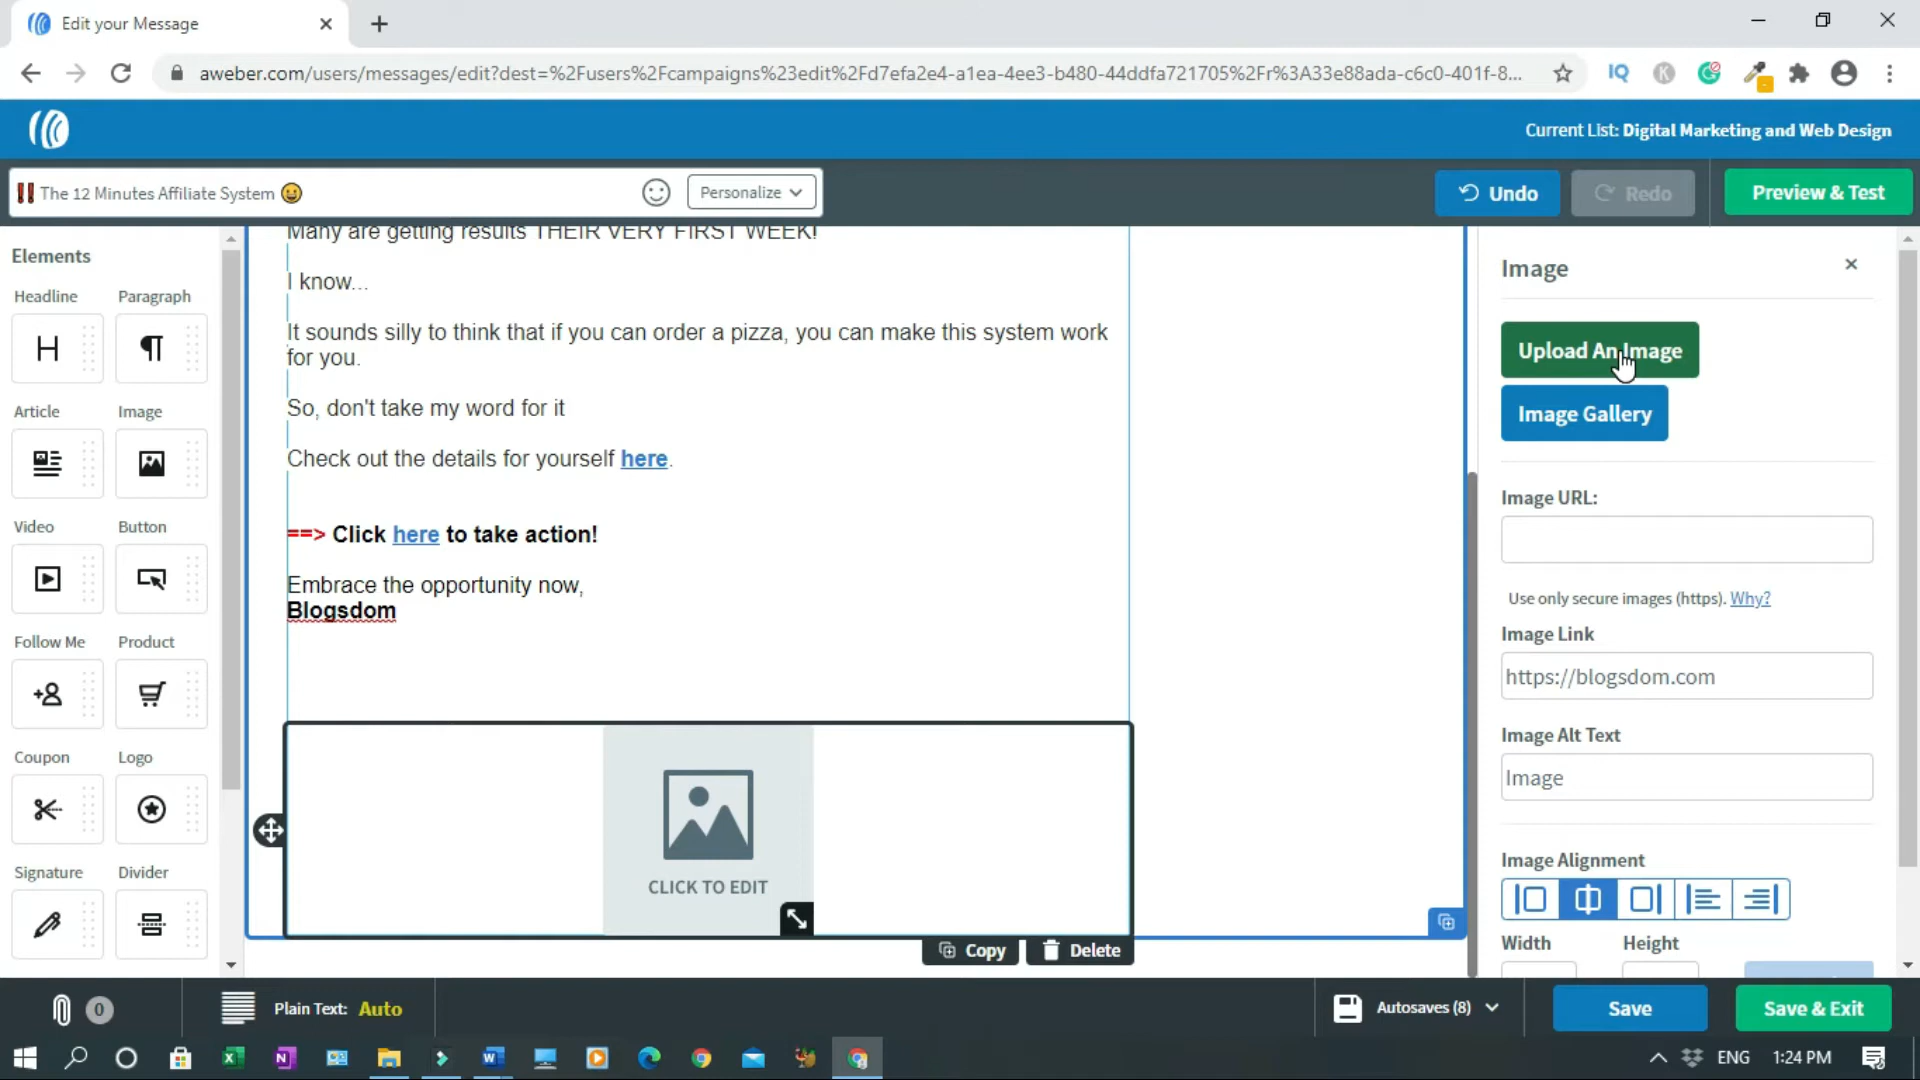 Edit your Message
aweber.com/users/messages/edit?dest=%2Fusers%2Fcampaigns%23edit%2Fd7efa2e4-a1ea-4ee3-b480-44ddfa721705%2Fr%3A33e88ada-c6c0-401f-8...
IQ
K
Current List: Digital Marketing and Web Design
‼ The 12 Minutes Affiliate System 😀
Personalize
Undo
Redo
Preview & Test
Elements
Headline
Paragraph
Article
Image
Video
Button
Follow Me
Product
Coupon
Logo
Signature
Divider
Many are getting results THEIR VERY FIRST WEEK!
I know...
It sounds silly to think that if you can order a pizza, you can make this system work
for you.
So, don't take my word for it
Check out the details for yourself here.
==> Click here to take action!
Embrace the opportunity now,
Blogsdom
CLICK TO EDIT
Copy
Delete
Image
Upload An Image
Image Gallery
Image URL:
Use only secure images (https). Why?
Image Link
https://blogsdom.com
Image Alt Text
Image
Image Alignment
Width
Height
0
Plain Text: Auto
Autosaves (8)
Save
Save & Exit
ENG
1:24 PM